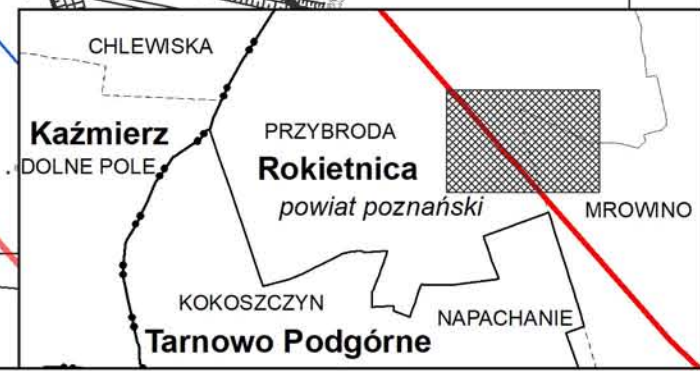 CHLEWISKA
Kaźmierz
PRZYBRODA
DOLNE POLE
Rokietnica
powiat poznański
MROWINO
KOKOSZCZYN
NAPACHANIE
Tarnowo Podgórne